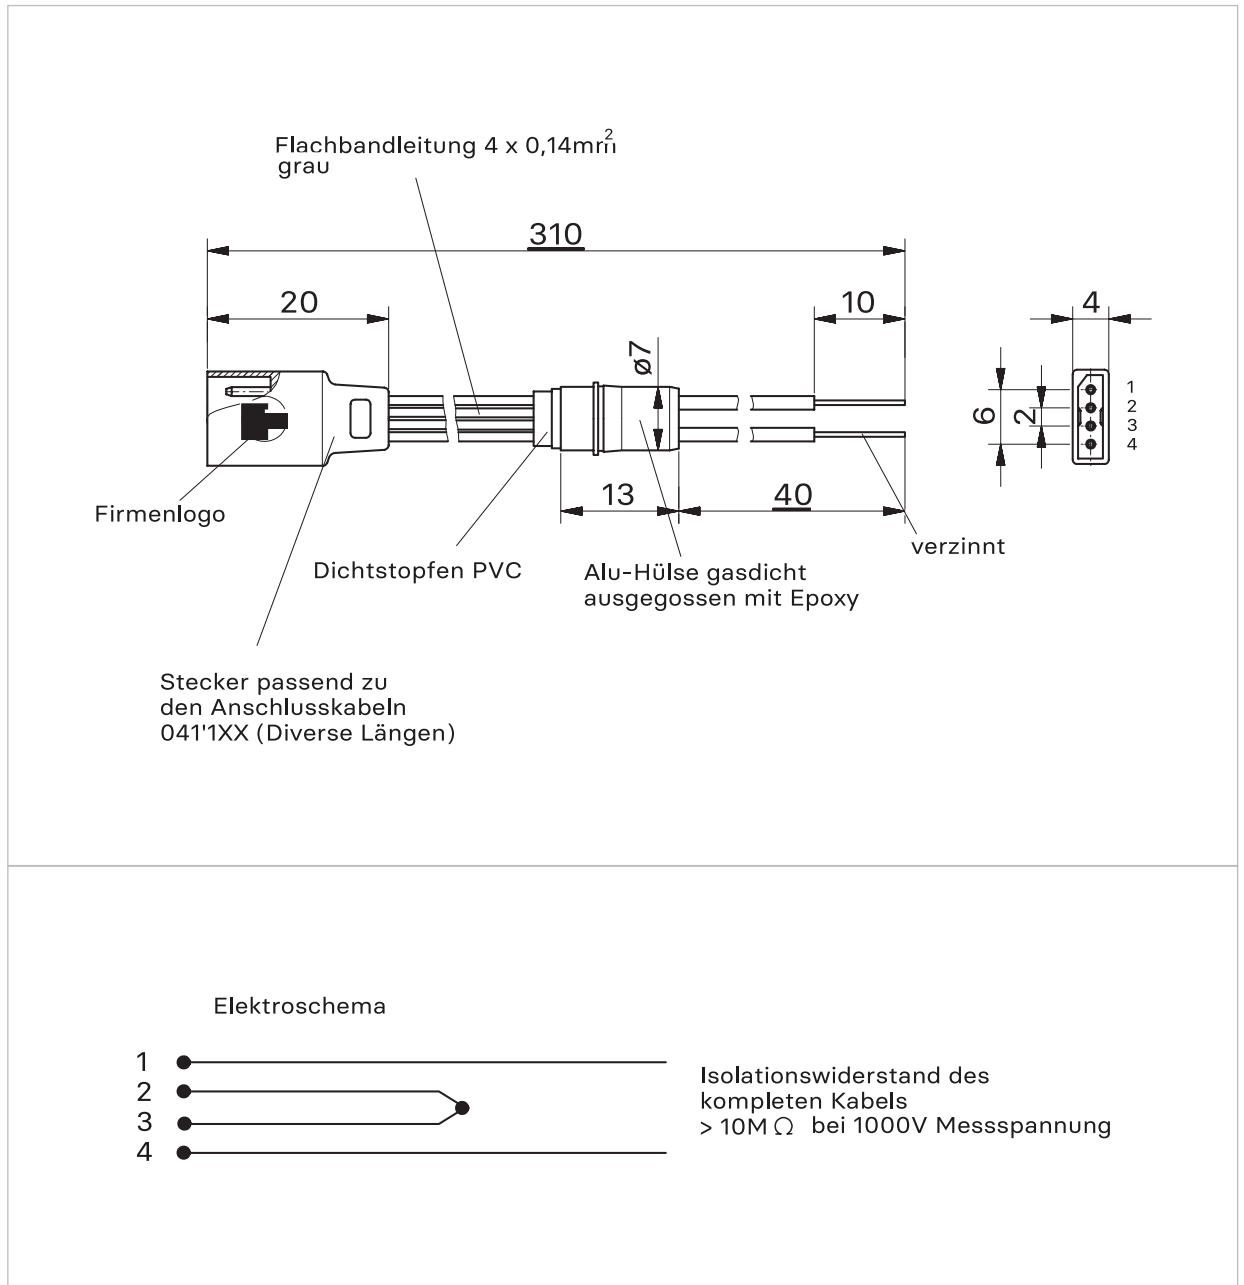 Flachbandleitung 4 x 0,14mm²
grau
310
20
10
4
ø7
6
2
1
2
3
4
13
40
Firmenlogo
Dichtstopfen PVC
Alu-Hülse gasdicht
ausgegossen mit Epoxy
verzinnt
Stecker passend zu
den Anschlusskabeln
041'1XX (Diverse Längen)
Elektroschema
1
2
3
4
Isolationswiderstand des
kompleten Kabels
> 10M Ω bei 1000V Messspannung